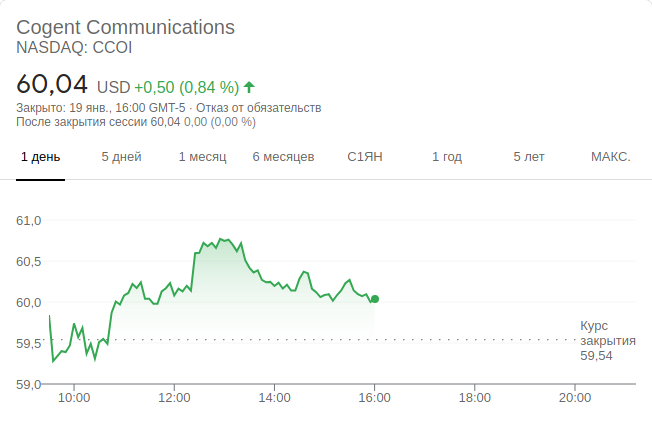 Cogent Communications
NASDAQ: CCOI
60,04 USD +0,50 (0,84 %)
Закрыто: 19 янв., 16:00 GMT-5 · Отказ от обязательств
После закрытия сессии 60,04 0,00 (0,00 %)
1 день 5 дней 1 месяц 6 месяцев С1ЯН 1 год 5 лет МАКС.
61,0
60,5
60,0
59,5
59,0
Курс
закрытия
59,54
10:00 12:00 14:00 16:00 18:00 20:00